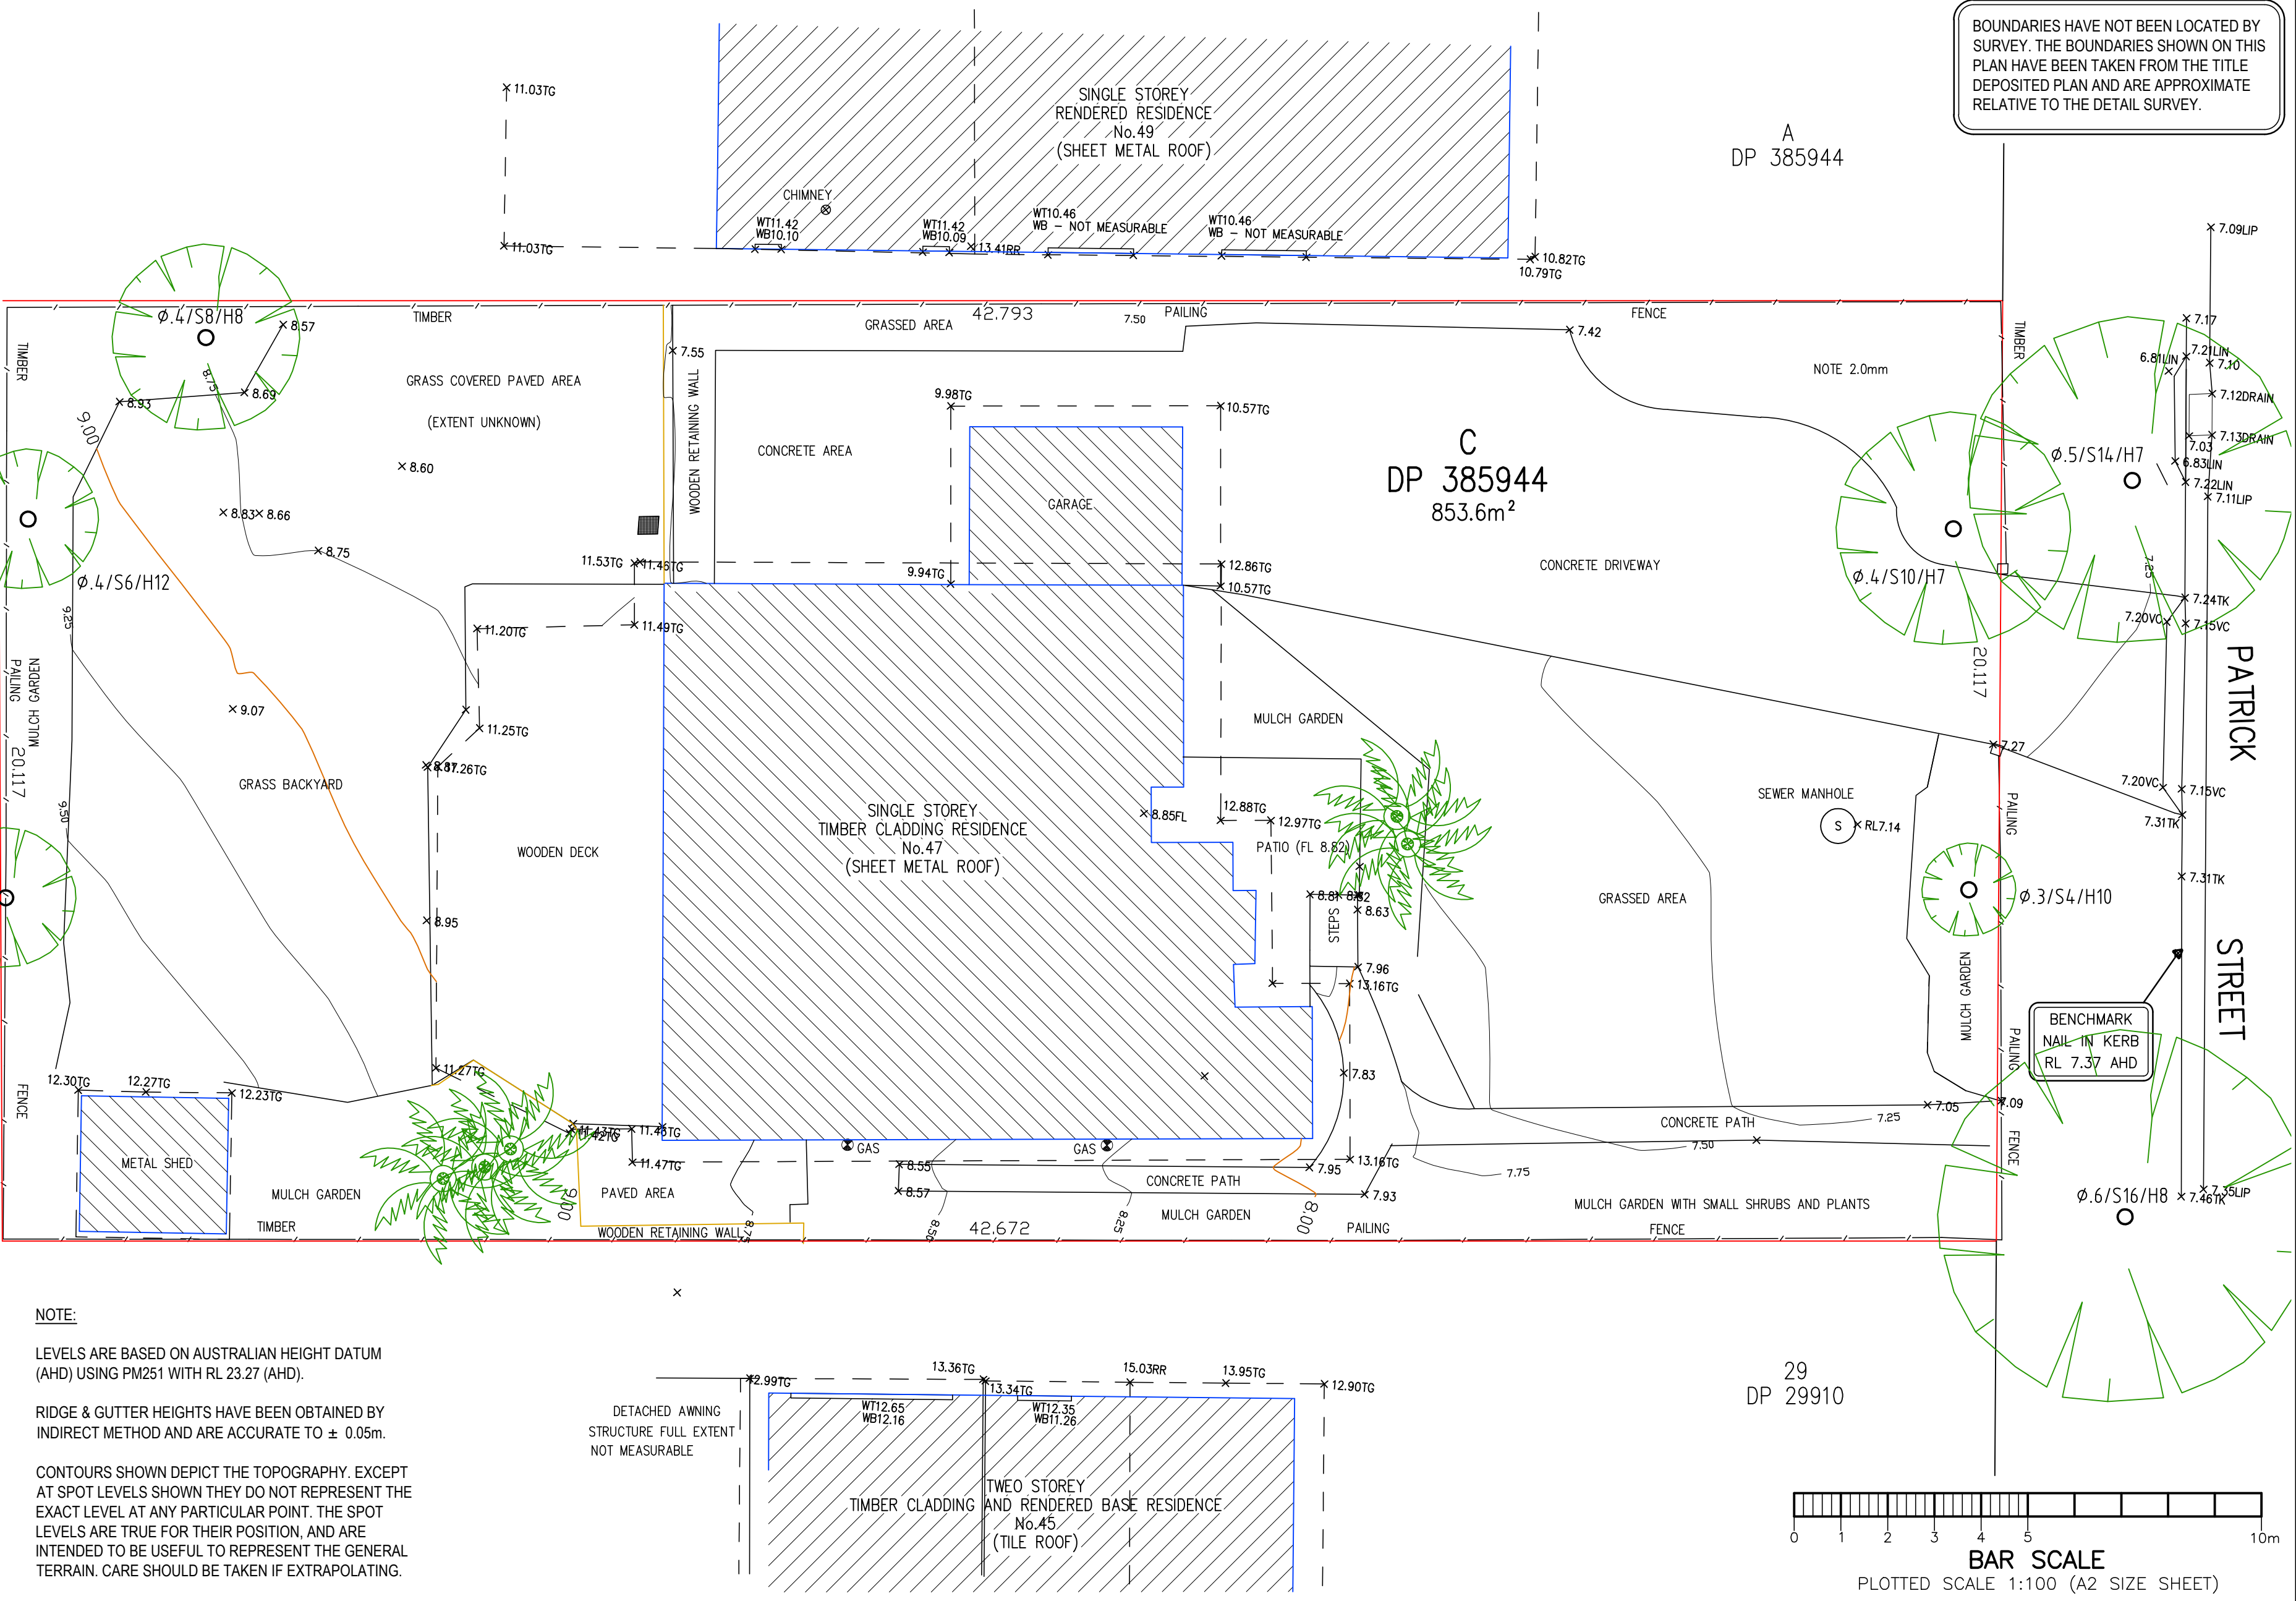 BOUNDARIES HAVE NOT BEEN LOCATED BY
SURVEY. THE BOUNDARIES SHOWN ON THIS
PLAN HAVE BEEN TAKEN FROM THE TITLE
DEPOSITED PLAN AND ARE APPROXIMATE
RELATIVE TO THE DETAIL SURVEY.
11.03TG
SINGLE STOREY
RENDERED RESIDENCE
No.49
(SHEET METAL ROOF)
A
DP 385944
CHIMNEY
WT11.42
WB10.10
WT11.42
WB10.09
WT10.46
WB - NOT MEASURABLE
WT10.46
WB - NOT MEASURABLE
11.03TG
13.41RR
10.82TG
10.79TG
7.09LIP
Ø.4/S8/H8
8.57
TIMBER
GRASSED AREA
42.793
7.50
PAILING
FENCE
7.42
TIMBER
7.17
TIMBER
7.55
6.81LIN
7.21LIN
7.10
NOTE 2.0mm
8.75
GRASS COVERED PAVED AREA
(EXTENT UNKNOWN)
8.93
8.69
9.00
WOODEN RETAINING WALL
9.98TG
10.57TG
7.12DRAIN
7.13DRAIN
7.03
CONCRETE AREA
C
DP 385944
853.6m²
Ø.5/S14/H7
8.60
6.83LIN
7.22LIN
7.11LIP
GARAGE
8.83
8.66
8.75
11.53TG
11.46TG
9.94TG
12.86TG
10.57TG
CONCRETE DRIVEWAY
Ø.4/S6/H12
Ø.4/S10/H7
7.25
7.24TK
7.20VC
7.15VC
9.25
11.20TG
11.49TG
MULCH GARDEN
PAILING
20.117
20.117
PATRICK
STREET
9.07
11.25TG
MULCH GARDEN
7.27
11.26TG
GRASS BACKYARD
7.20VC
7.15VC
SEWER MANHOLE
S
RL7.14
PAILING
7.31TK
9.50
SINGLE STOREY
TIMBER CLADDING RESIDENCE
No.47
(SHEET METAL ROOF)
8.85FL
12.88TG
12.97TG
PATIO (FL 8.82)
WOODEN DECK
7.31TK
8.95
8.81
8.82
8.63
STEPS
GRASSED AREA
Ø.3/S4/H10
7.96
13.16TG
MULCH GARDEN
BENCHMARK
NAIL IN KERB
RL 7.37 AHD
PAILING
FENCE
12.30TG
12.27TG
12.23TG
11.27TG
7.83
7.05
7.09
CONCRETE PATH
7.25
11.43TG
11.42TG
11.45TG
METAL SHED
GAS
GAS
7.50
FENCE
11.47TG
8.55
13.16TG
7.95
7.75
MULCH GARDEN
PAVED AREA
8.57
CONCRETE PATH
7.93
MULCH GARDEN WITH SMALL SHRUBS AND PLANTS
Ø.6/S16/H8
7.35LIP
7.46TK
TIMBER
9.00
WOODEN RETAINING WALL
8.75
8.50
42.672
8.25
MULCH GARDEN
8.00
PAILING
FENCE
NOTE:
LEVELS ARE BASED ON AUSTRALIAN HEIGHT DATUM
(AHD) USING PM251 WITH RL 23.27 (AHD).
RIDGE & GUTTER HEIGHTS HAVE BEEN OBTAINED BY
INDIRECT METHOD AND ARE ACCURATE TO ± 0.05m.
CONTOURS SHOWN DEPICT THE TOPOGRAPHY. EXCEPT
AT SPOT LEVELS SHOWN THEY DO NOT REPRESENT THE
EXACT LEVEL AT ANY PARTICULAR POINT. THE SPOT
LEVELS ARE TRUE FOR THEIR POSITION, AND ARE
INTENDED TO BE USEFUL TO REPRESENT THE GENERAL
TERRAIN. CARE SHOULD BE TAKEN IF EXTRAPOLATING.
12.99TG
13.36TG
13.34TG
15.03RR
13.95TG
12.90TG
DETACHED AWNING
STRUCTURE FULL EXTENT
NOT MEASURABLE
WT12.65
WB12.16
WT12.35
WB11.26
TWEO STOREY
TIMBER CLADDING AND RENDERED BASE RESIDENCE
No.45
(TILE ROOF)
29
DP 29910
0 1 2 3 4 5 10m
BAR SCALE
PLOTTED SCALE 1:100 (A2 SIZE SHEET)